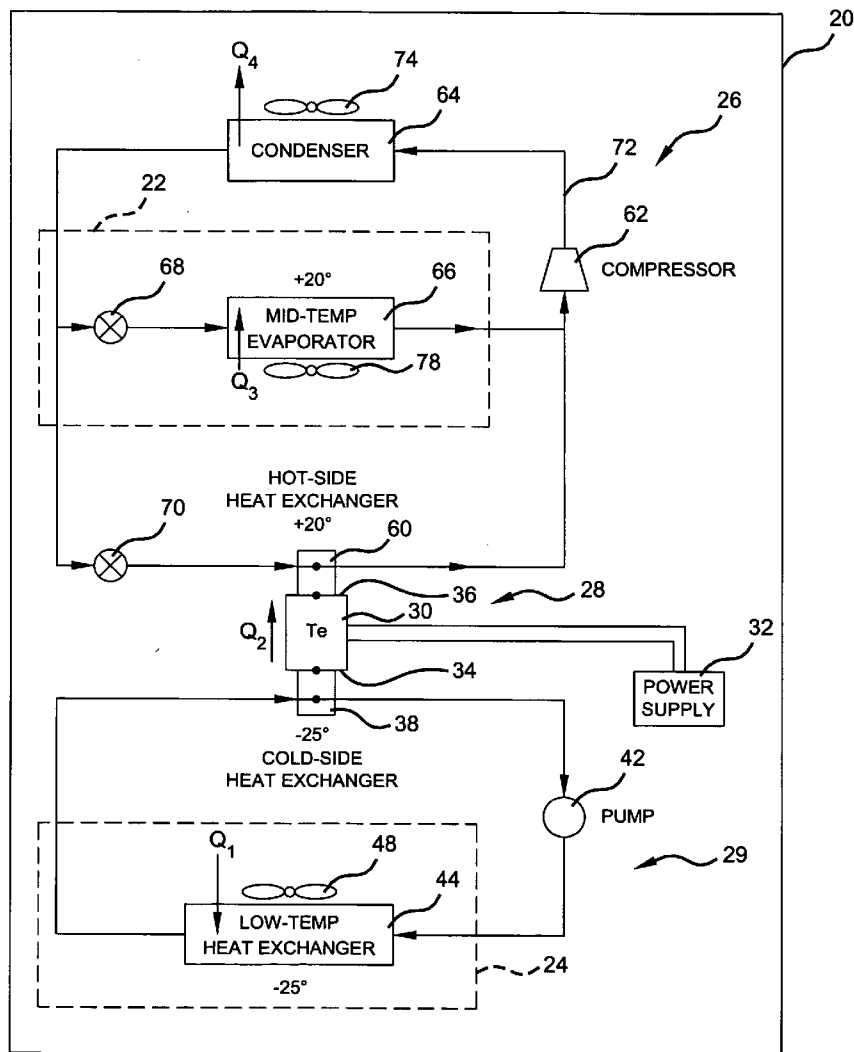 20
Q4
74
64
26
CONDENSER
72
22
62
COMPRESSOR
68
+20°
66
MID-TEMP
EVAPORATOR
Q3
78
HOT-SIDE
HEAT EXCHANGER
+20°
60
70
36
28
30
Q2
Te
32
34
POWER
SUPPLY
38
-25°
COLD-SIDE
HEAT EXCHANGER
42
PUMP
Q1
48
29
44
LOW-TEMP
HEAT EXCHANGER
24
-25°